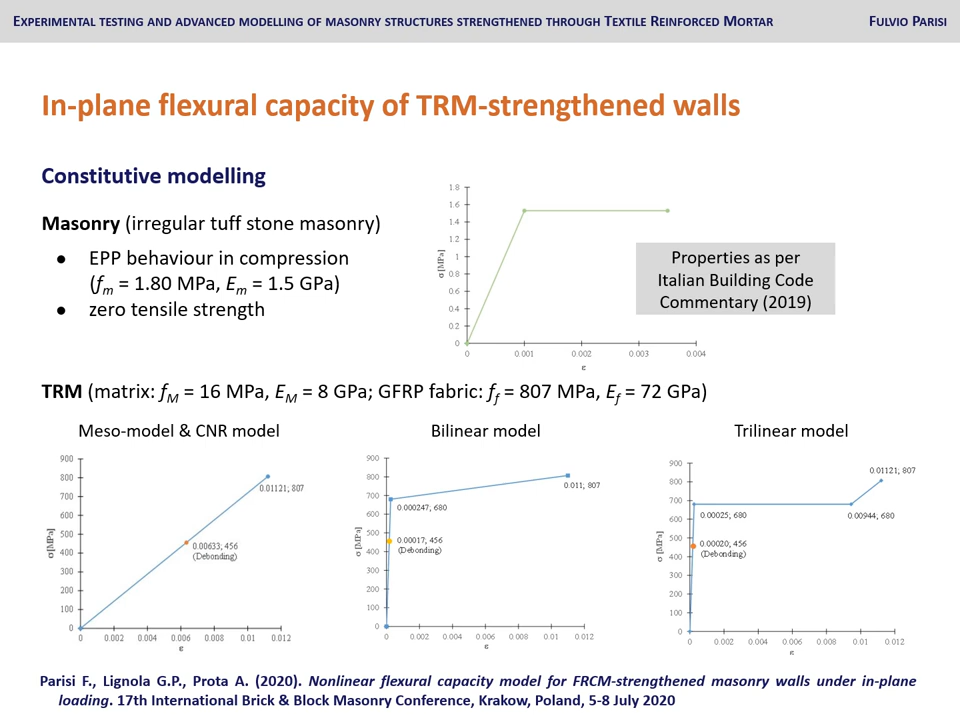 EXPERIMENTAL TESTING AND ADVANCED MODELLING OF MASONRY STRUCTURES STRENGTHENED THROUGH TEXTILE REINFORCED MORTAR FULVIO PARISI
In-plane flexural capacity of TRM-strengthened walls
Constitutive modelling
Masonry (irregular tuff stone masonry)
● EPP behaviour in compression
(fm = 1.80 MPa, Em = 1.5 GPa)
● zero tensile strength
1.8
1.6
1.4
1.2
1
0.8
0.6
0.4
0.2
0
σ [MPa]
0 0.001 0.002 0.003 0.004
ε
Properties as per
Italian Building Code
Commentary (2019)
TRM (matrix: fM = 16 MPa, EM = 8 GPa; GFRP fabric: ff = 807 MPa, Ef = 72 GPa)
Meso-model & CNR model
900
800
700
600
500
400
300
200
100
0
σ[MPa]
0.01121; 807
0.00633; 456
(Debonding)
0 0.002 0.004 0.006 0.008 0.01 0.012
ε
Bilinear model
900
800
700
600
500
400
300
200
100
0
σ [MPa]
0.011; 807
0.000247; 680
0.00017; 456
(Debonding)
0 0.002 0.004 0.006 0.008 0.01 0.012
ε
Trilinear model
900
800
700
600
500
400
300
200
100
0
σ [MPa]
0.01121; 807
0.00025; 680
0.00944; 680
0.00020; 456
(Debonding)
0 0.002 0.004 0.006 0.008 0.01 0.012
ε
Parisi F., Lignola G.P., Prota A. (2020). Nonlinear flexural capacity model for FRCM-strengthened masonry walls under in-plane
loading. 17th International Brick & Block Masonry Conference, Krakow, Poland, 5-8 July 2020